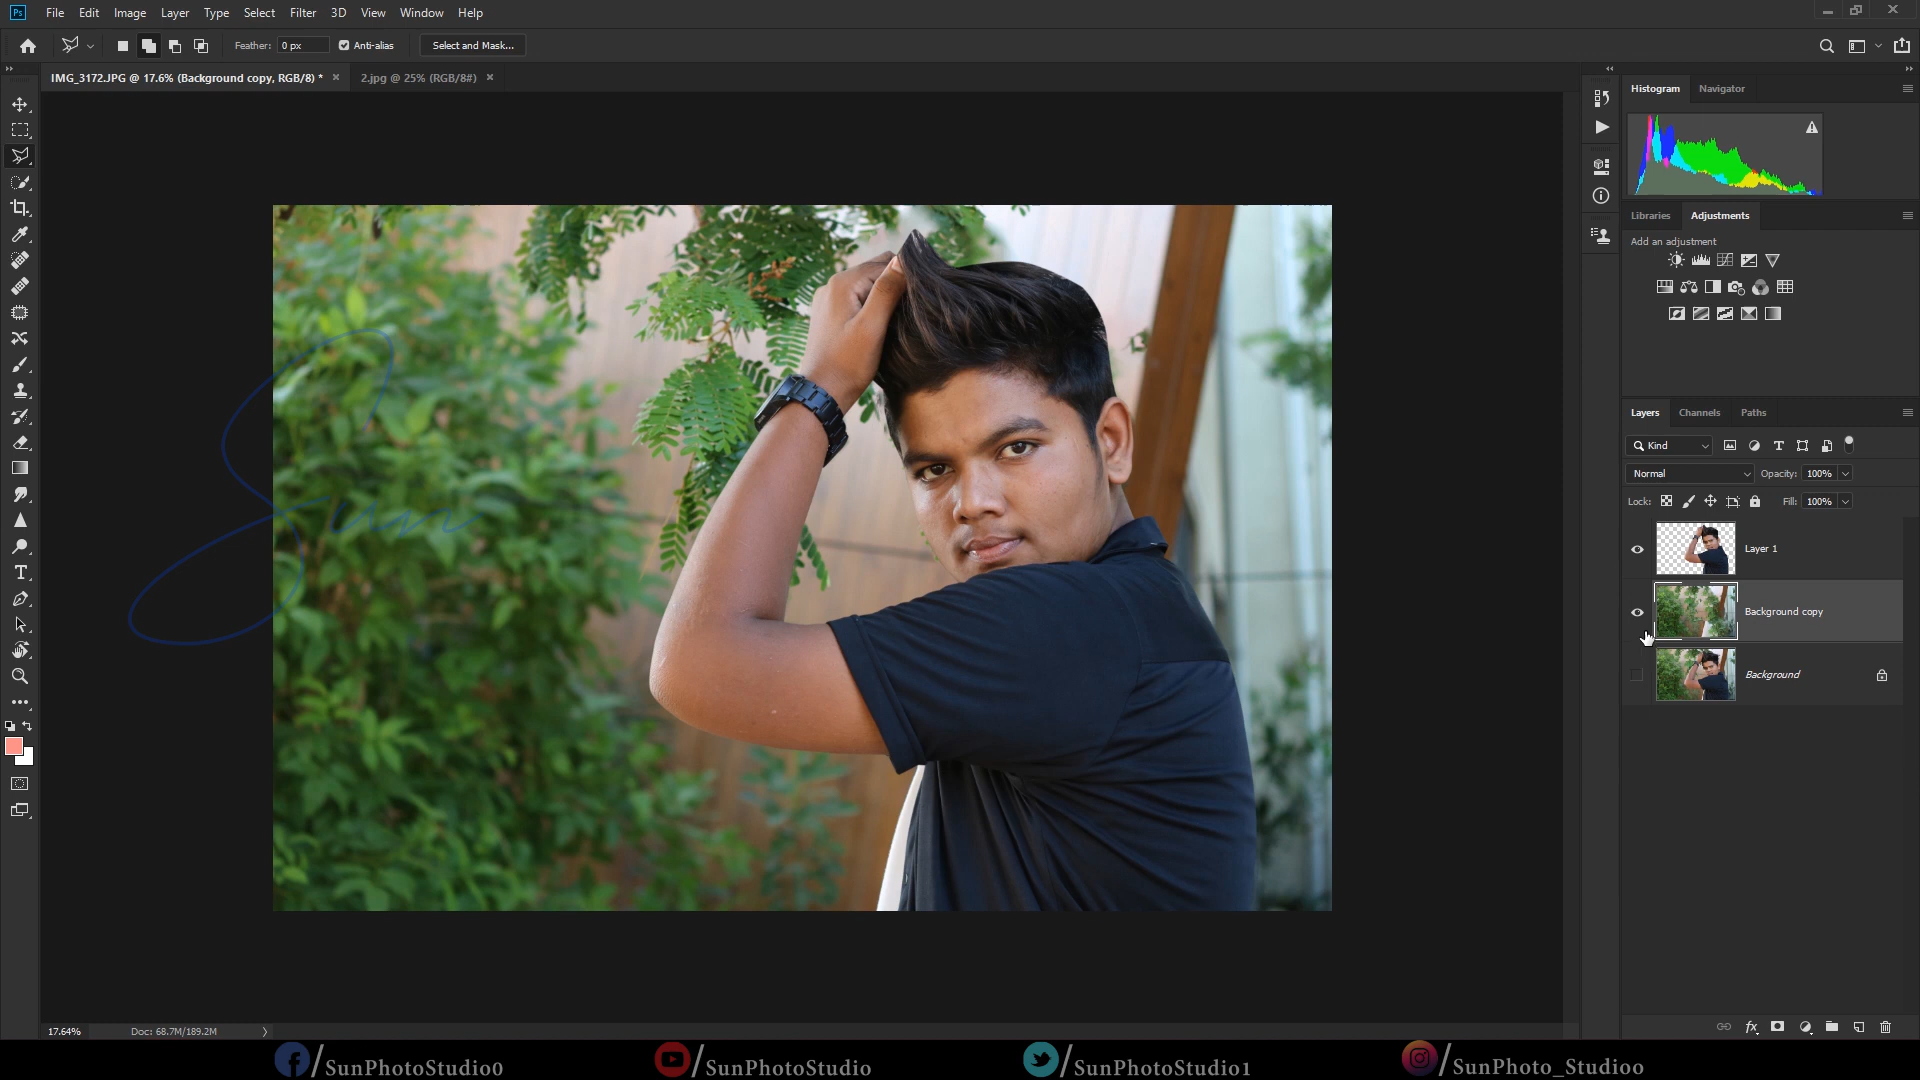 Ps File Edit Image Layer Type Select Filter 3D View Window Help
Feather: 0 px Anti-alias Select and Mask...
IMG_3172.JPG @ 17.6% (Background copy, RGB/8) * × 2.jpg @ 25% (RGB/8#) ×
Histogram Navigator
Libraries Adjustments
Add an adjustment
Layers Channels Paths
Kind
Normal Opacity: 100%
Lock: Fill: 100%
Layer 1
Background copy
Background
Sun
17.64% Doc: 68.7M/189.2M
/SunPhotoStudio0 /SunPhotoStudio /SunPhotoStudio1 /SunPhoto_Studioo